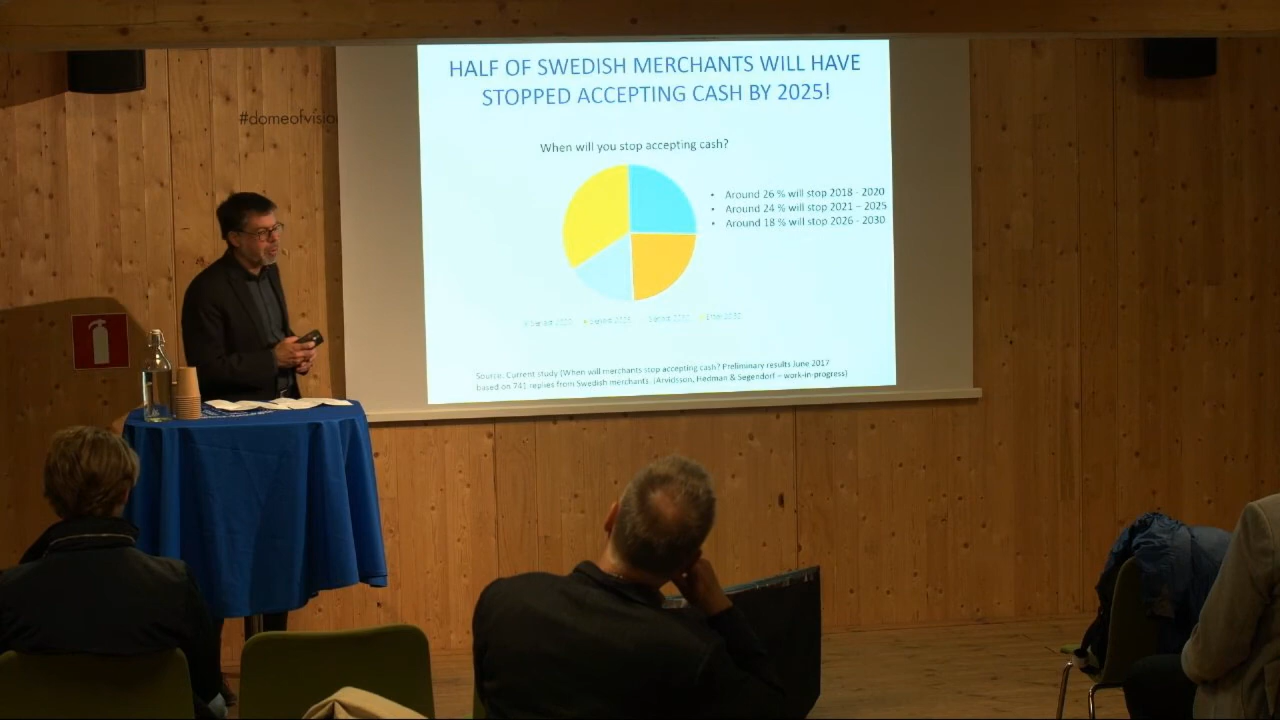 HALF OF SWEDISH MERCHANTS WILL HAVE
STOPPED ACCEPTING CASH BY 2025!
#domeofvisio
When will you stop accepting cash?
• Around 26 % will stop 2018 - 2020
• Around 24 % will stop 2021 – 2025
• Around 18 % will stop 2026 - 2030
Source: Current study (When will merchants stop accepting cash? Preliminary results June 2017
based on 741 replies from Swedish merchants. (Arvidsson, Hedman & Segendorf – work-in-progress)